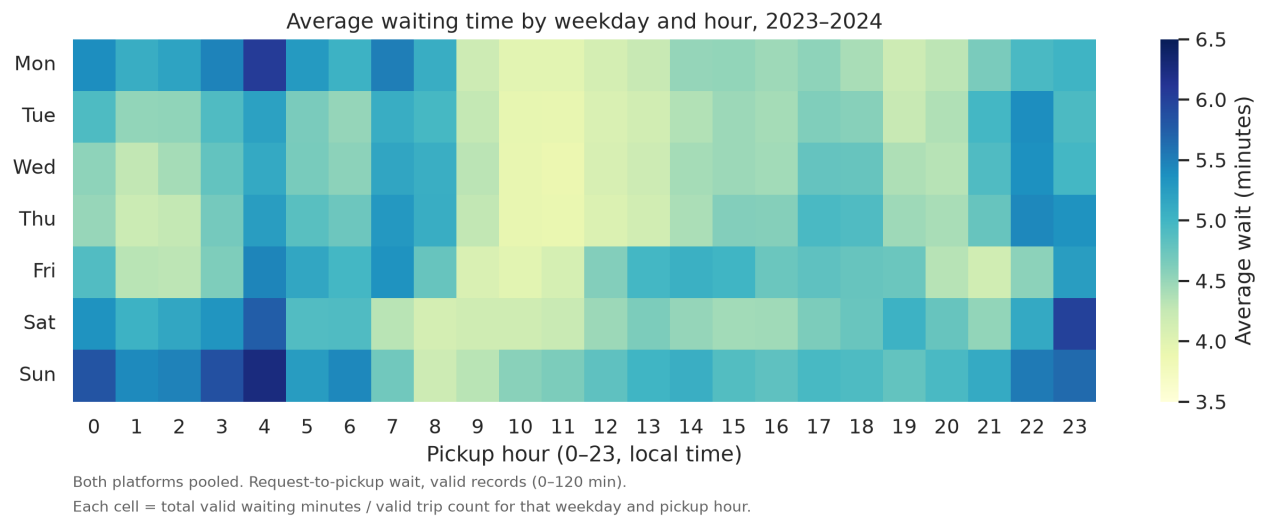 Average waiting time by weekday and hour, 2023–2024
Mon
Tue
Wed
Thu
Fri
Sat
Sun
0 1 2 3 4 5 6 7 8 9 10 11 12 13 14 15 16 17 18 19 20 21 22 23
Pickup hour (0–23, local time)
6.5
6.0
5.5
5.0
4.5
4.0
3.5
Average wait (minutes)
Both platforms pooled. Request-to-pickup wait, valid records (0–120 min).
Each cell = total valid waiting minutes / valid trip count for that weekday and pickup hour.